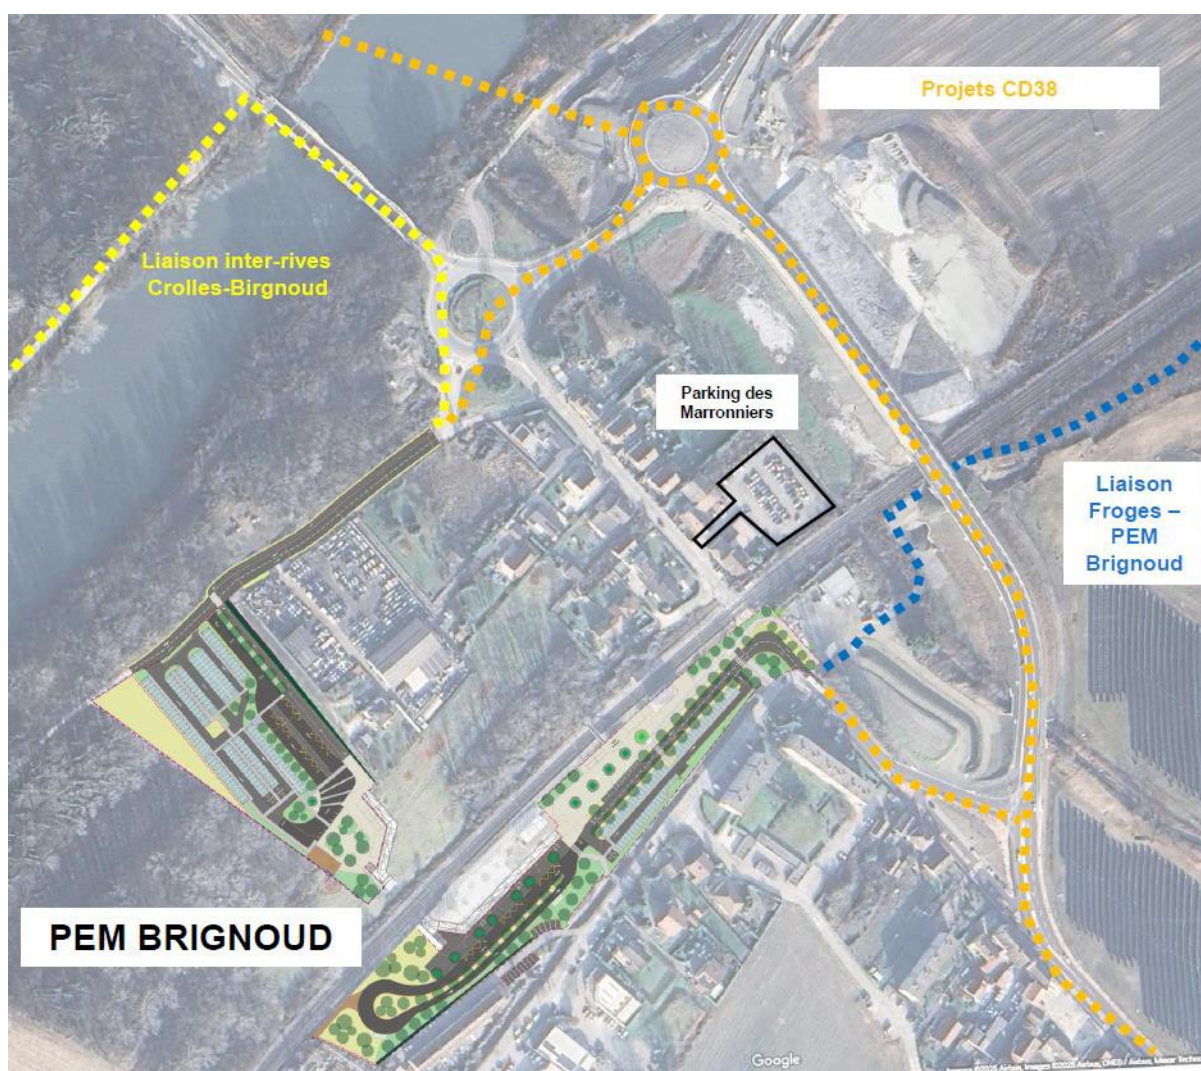 Projets CD38
Liaison inter-rives
Crolles-Birgnoud
Parking des
Marronniers
Liaison
Froges –
PEM
Brignoud
PEM BRIGNOUD
Google